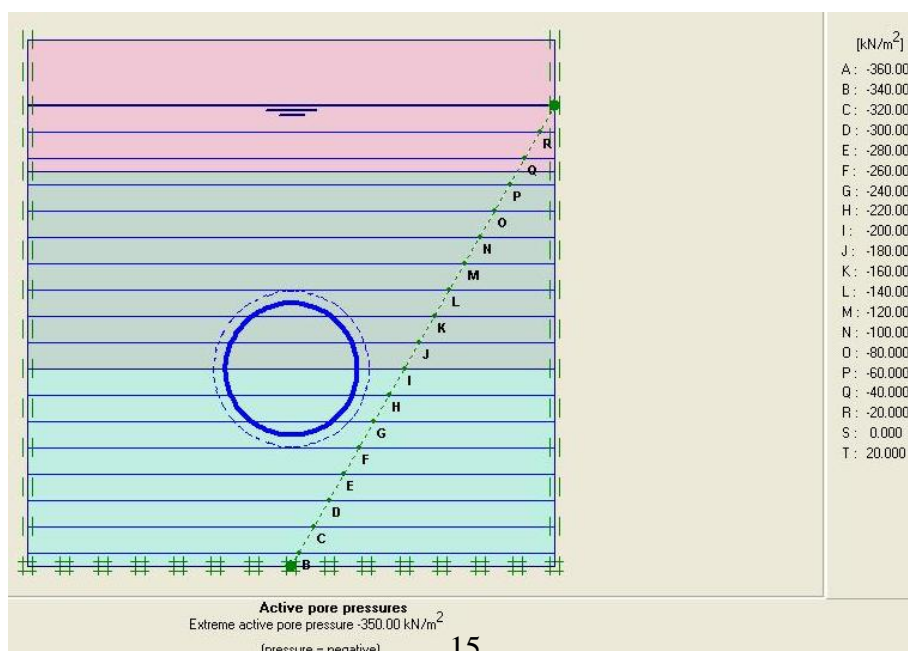 [kN/m²]
A : -360.00
B : -340.00
C : -320.00
D : -300.00
E : -280.00
F : -260.00
G : -240.00
H : -220.00
I : -200.00
J : -180.00
K : -160.00
L : -140.00
M : -120.00
N : -100.00
O : -80.000
P : -60.000
Q : -40.000
R : -20.000
S : 0.000
T : 20.000
R
Q
P
O
N
M
L
K
J
I
H
G
F
E
D
C
B
Active pore pressures
Extreme active pore pressure -350.00 kN/m²
(pressure = negative)
15